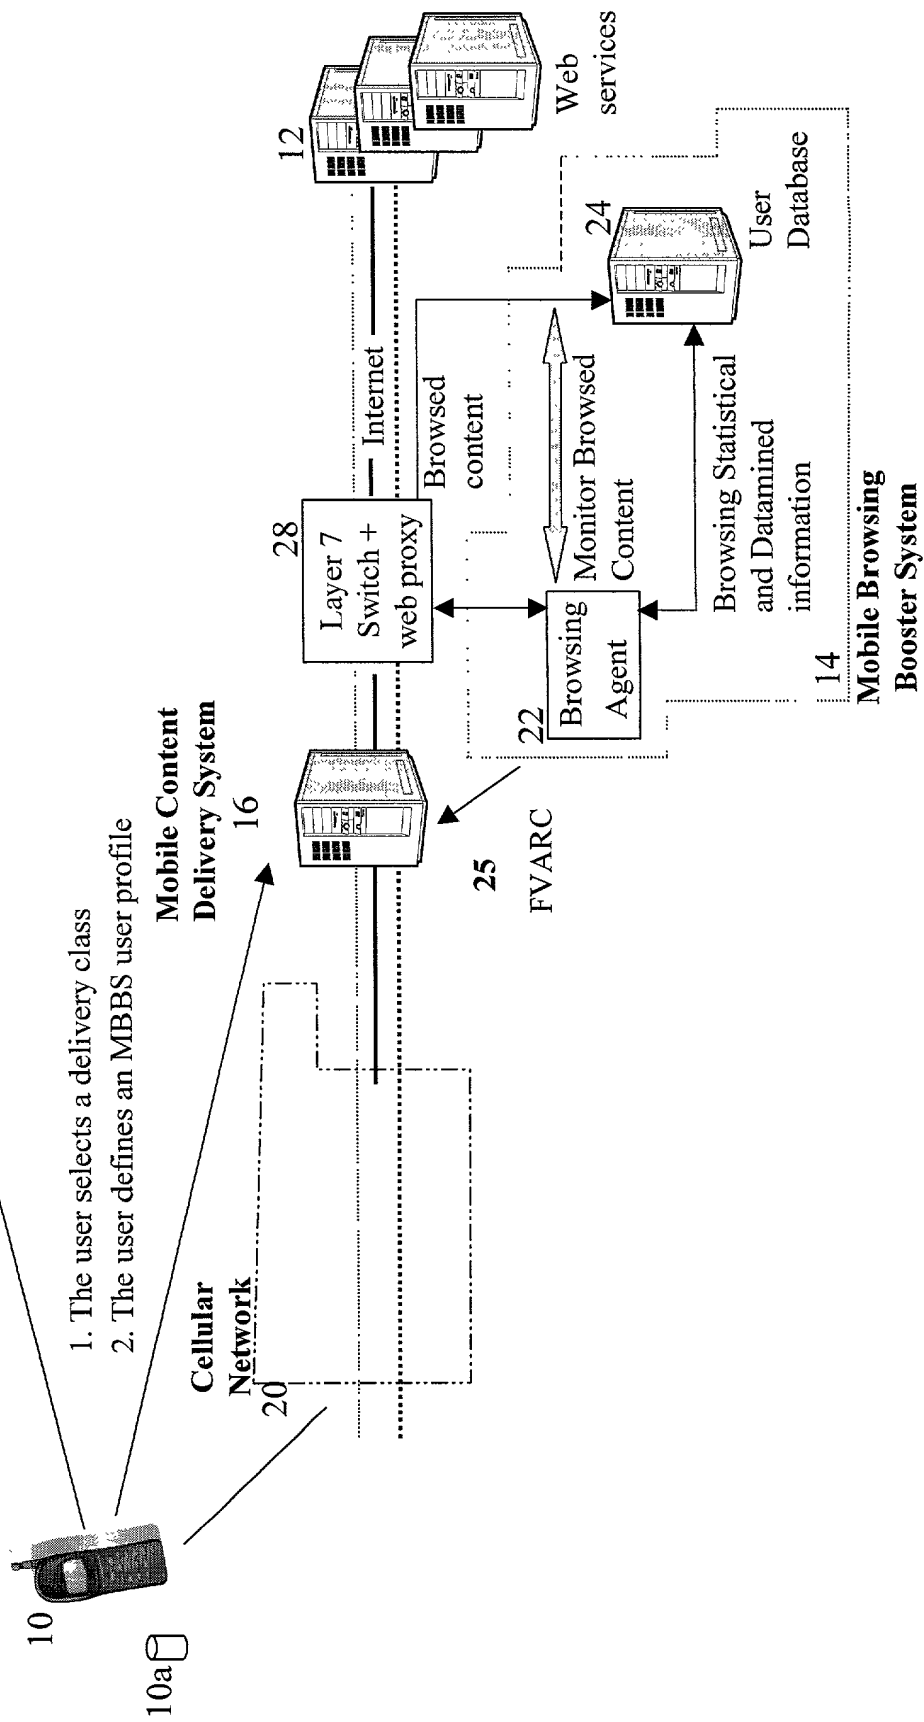 1. The user selects a delivery class
2. The user defines an MBBS user profile
10
10a
Cellular
Network
20
Mobile Content
Delivery System
16
28
Layer 7
Switch +
web proxy
Internet
12
Web
services
Browsed
content
25
FVARC
22
Browsing
Agent
Monitor Browsed
Content
24
User
Database
Browsing Statistical
and Datamined
information
14
Mobile Browsing
Booster System